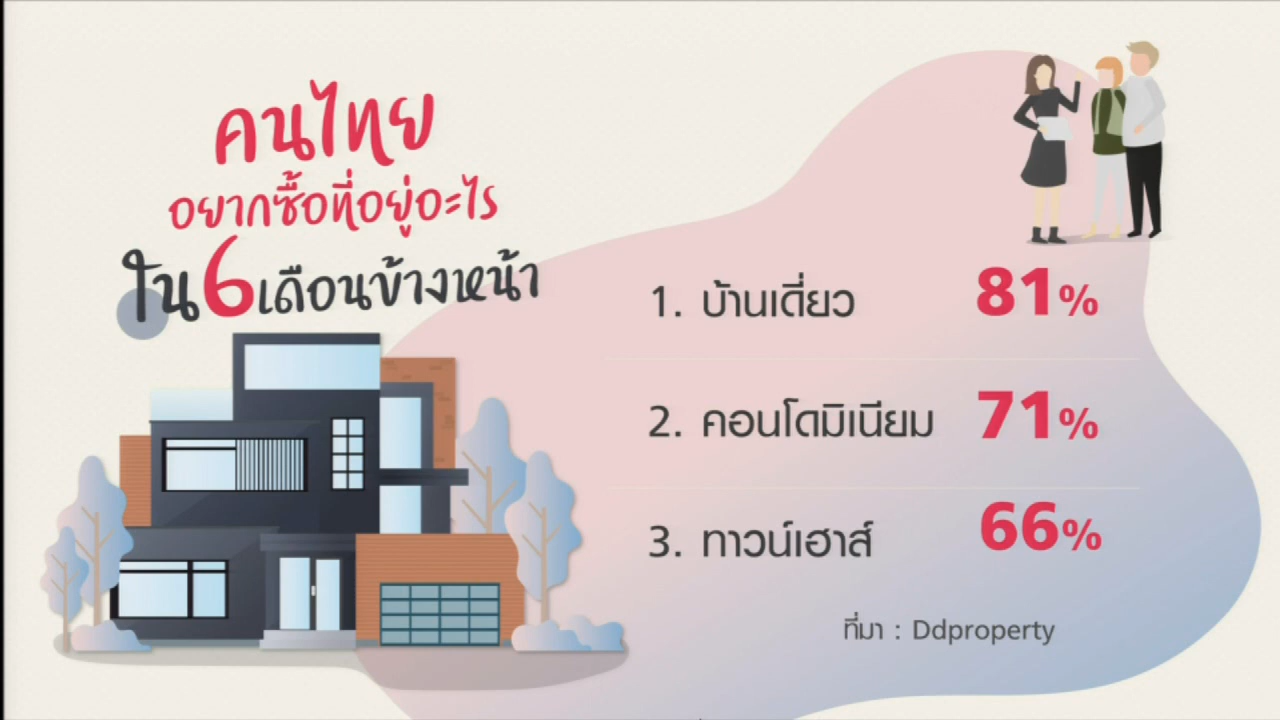 คนไทย
อยากซื้อที่อยู่อะไร
ใน 6 เดือนข้างหน้า
1. บ้านเดี่ยว 81%
2. คอนโดมิเนียม 71%
3. ทาวน์เฮาส์ 66%
ที่มา : Ddproperty